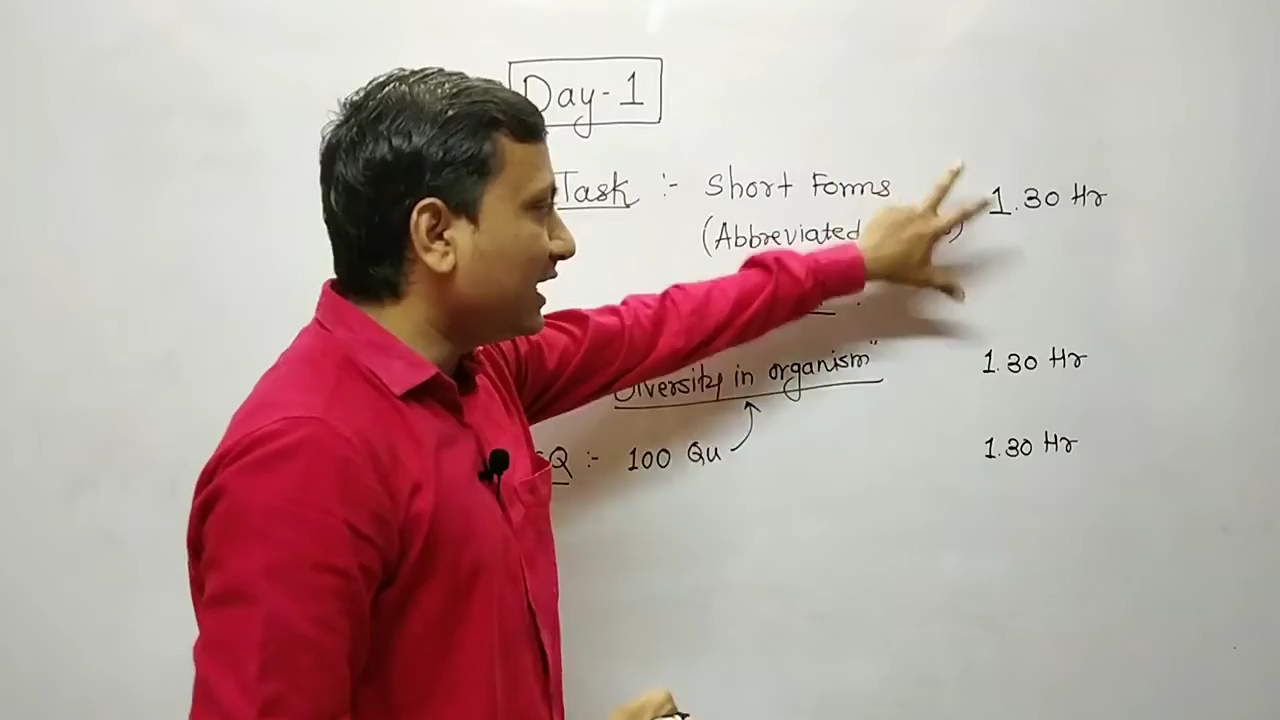 Day-1
Task :- Short Forms 1.30 Hr
(Abbreviated )
Diversity in organism" 1.30 Hr
Q :- 100 Qu 1.30 Hr